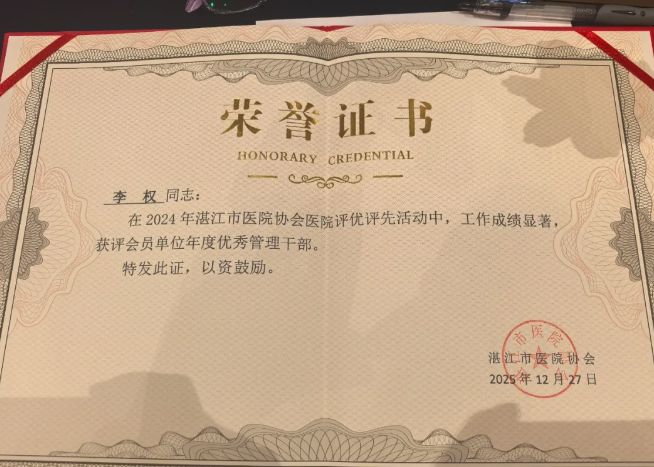 荣誉证书
HONORARY CREDENTIAL
李 权 同志：
在 2024 年湛江市医院协会医院评优评先活动中，工作成绩显著，
获评会员单位年度优秀管理干部。
特发此证，以资鼓励。
湛江市医院协会
2025 年 12 月 27 日